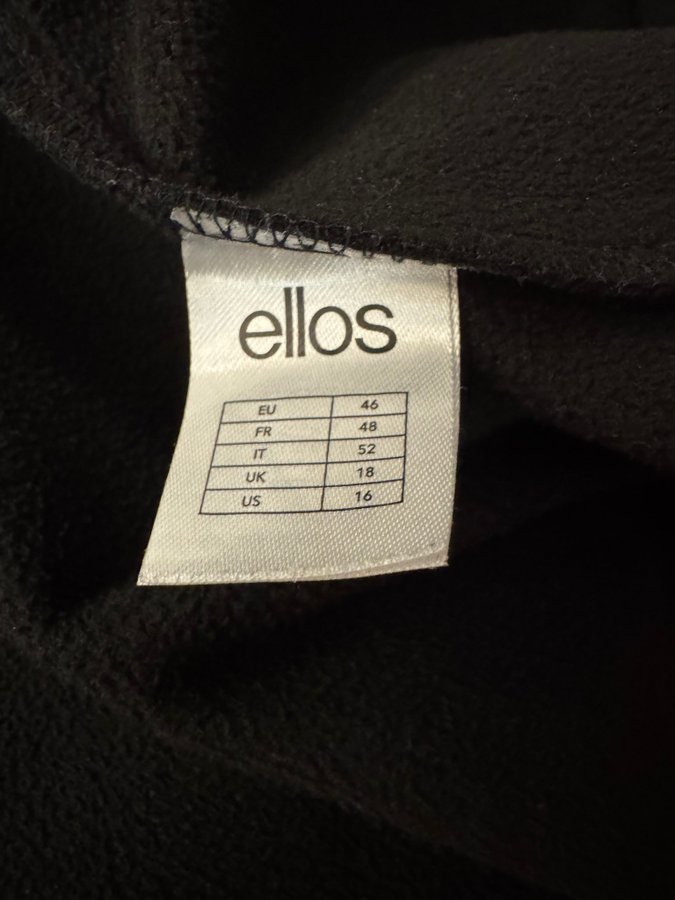 ellos
EU 46
FR 48
IT 52
UK 18
US 16